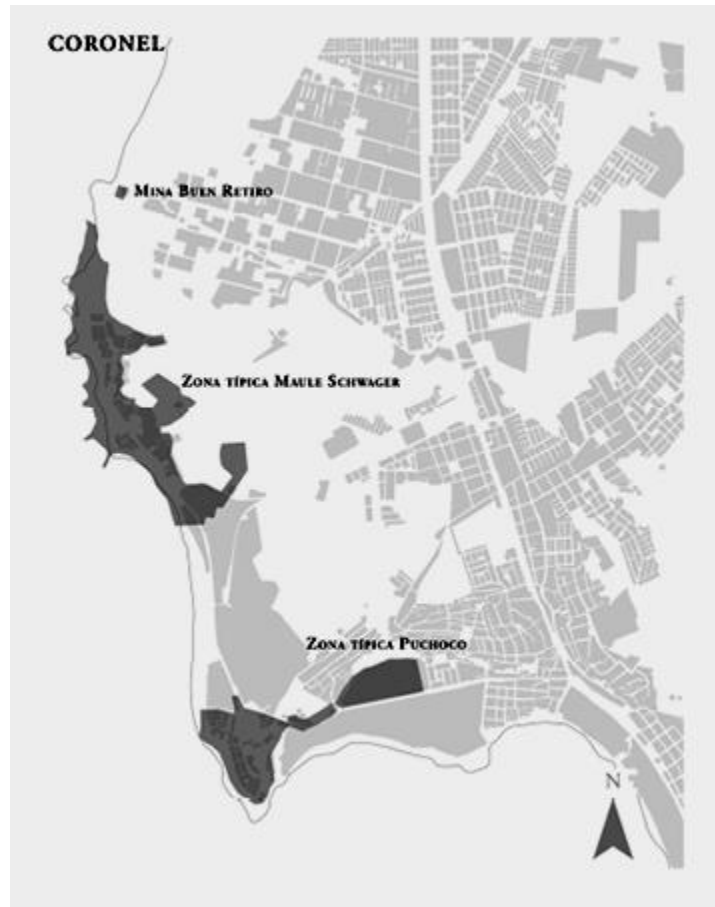 CORONEL
MINA BUEN RETIRO
ZONA TÍPICA MAULE SCHWAGER
ZONA TÍPICA PUCHOCO
N